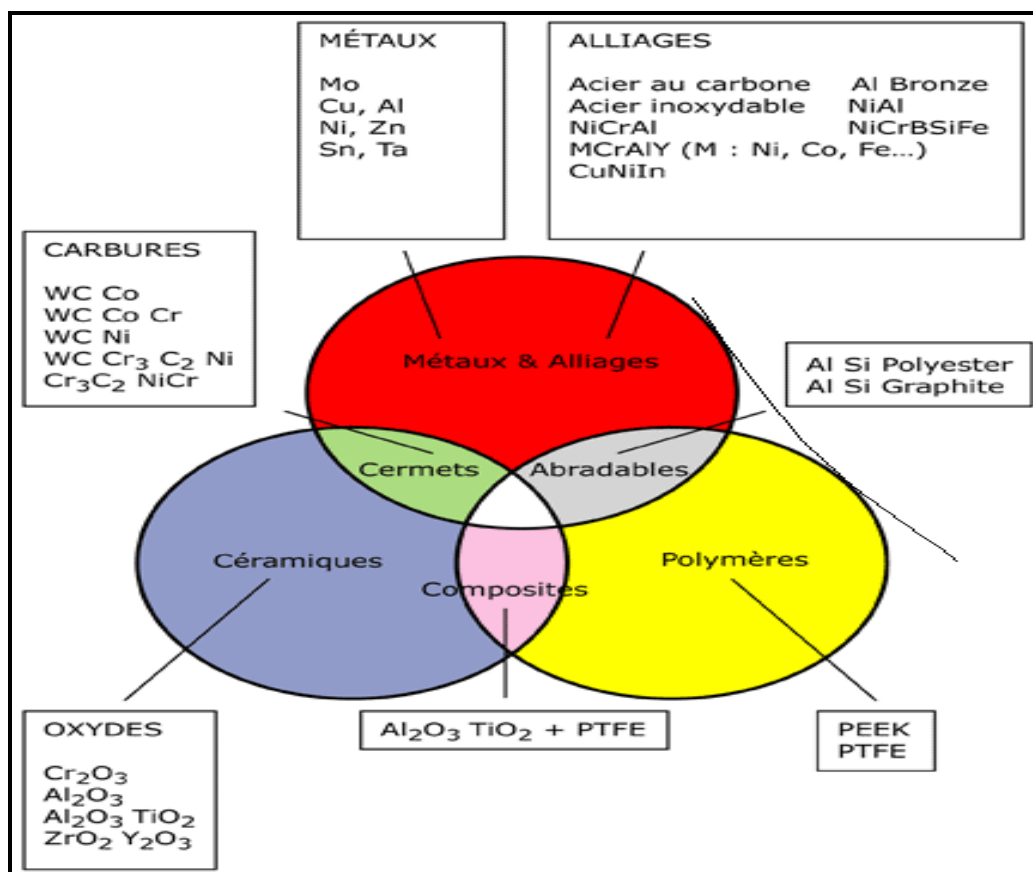 MÉTAUX
Mo
Cu, Al
Ni, Zn
Sn, Ta
ALLIAGES
Acier au carbone Al Bronze
Acier inoxydable NiAl
NiCrAl NiCrBSiFe
MCrAlY (M : Ni, Co, Fe...)
CuNiIn
CARBURES
WC Co
WC Co Cr
WC Ni
WC Cr₃ C₂ Ni
Cr₃C₂ NiCr
Métaux & Alliages
Al Si Polyester
Al Si Graphite
Cermets
Abradables
Céramiques
Polymères
Composites
OXYDES
Cr₂O₃
Al₂O₃
Al₂O₃ TiO₂
ZrO₂ Y₂O₃
Al₂O₃ TiO₂ + PTFE
PEEK
PTFE